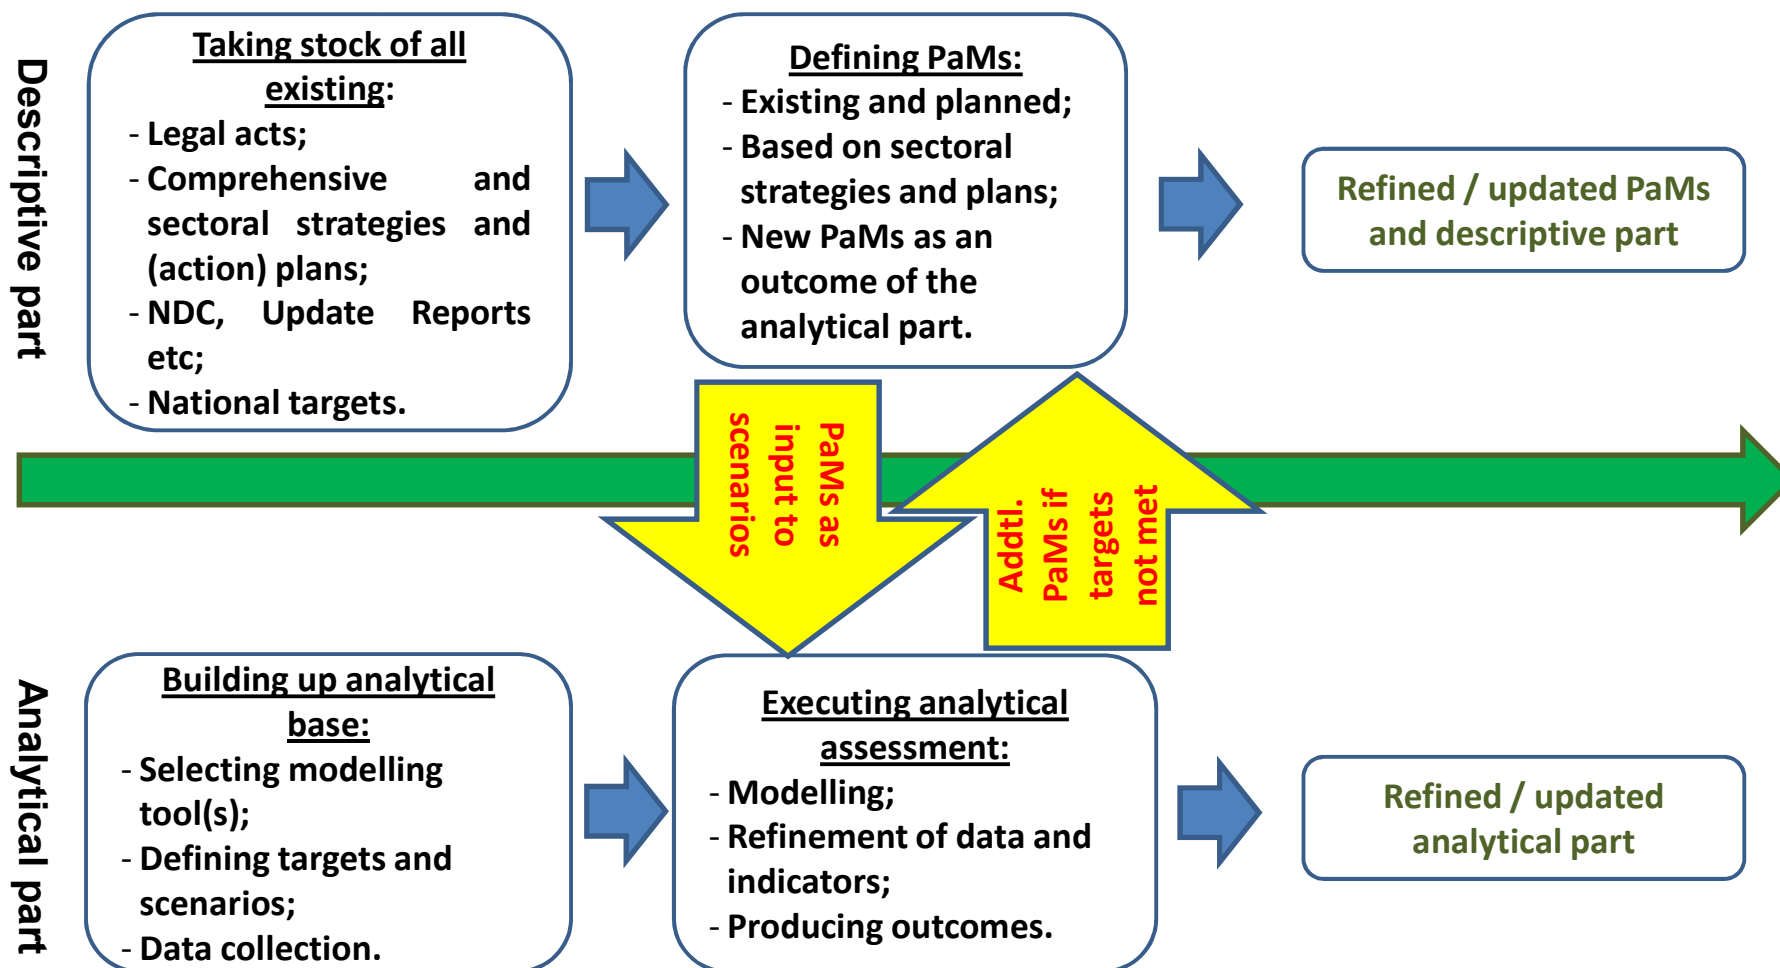 Descriptive part
Taking stock of all
existing:
- Legal acts;
- Comprehensive and
sectoral strategies and
(action) plans;
- NDC, Update Reports
etc;
- National targets.
Defining PaMs:
- Existing and planned;
- Based on sectoral
strategies and plans;
- New PaMs as an
outcome of the
analytical part.
Refined / updated PaMs
and descriptive part
PaMs as
input to
scenarios
Addtl.
PaMs if
targets
not met
Analytical part
Building up analytical
base:
- Selecting modelling
tool(s);
- Defining targets and
scenarios;
- Data collection.
Executing analytical
assessment:
- Modelling;
- Refinement of data and
indicators;
- Producing outcomes.
Refined / updated
analytical part